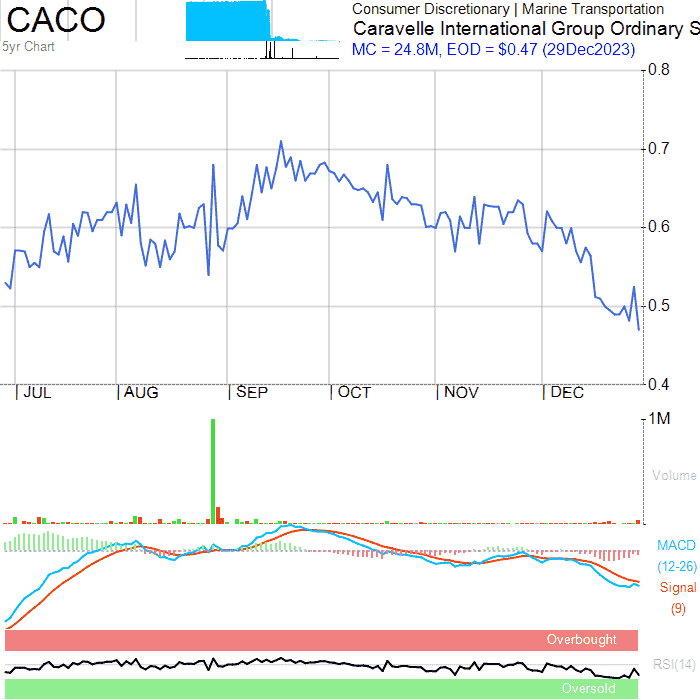 CACO
5yr Chart
Consumer Discretionary | Marine Transportation
Caravelle International Group Ordinary S
MC = 24.8M, EOD = $0.47 (29Dec2023)
0.8
0.7
0.6
0.5
0.4
JUL AUG SEP OCT NOV DEC
1M
Volume
MACD
(12-26)
Signal
(9)
Overbought
RSI(14)
Oversold